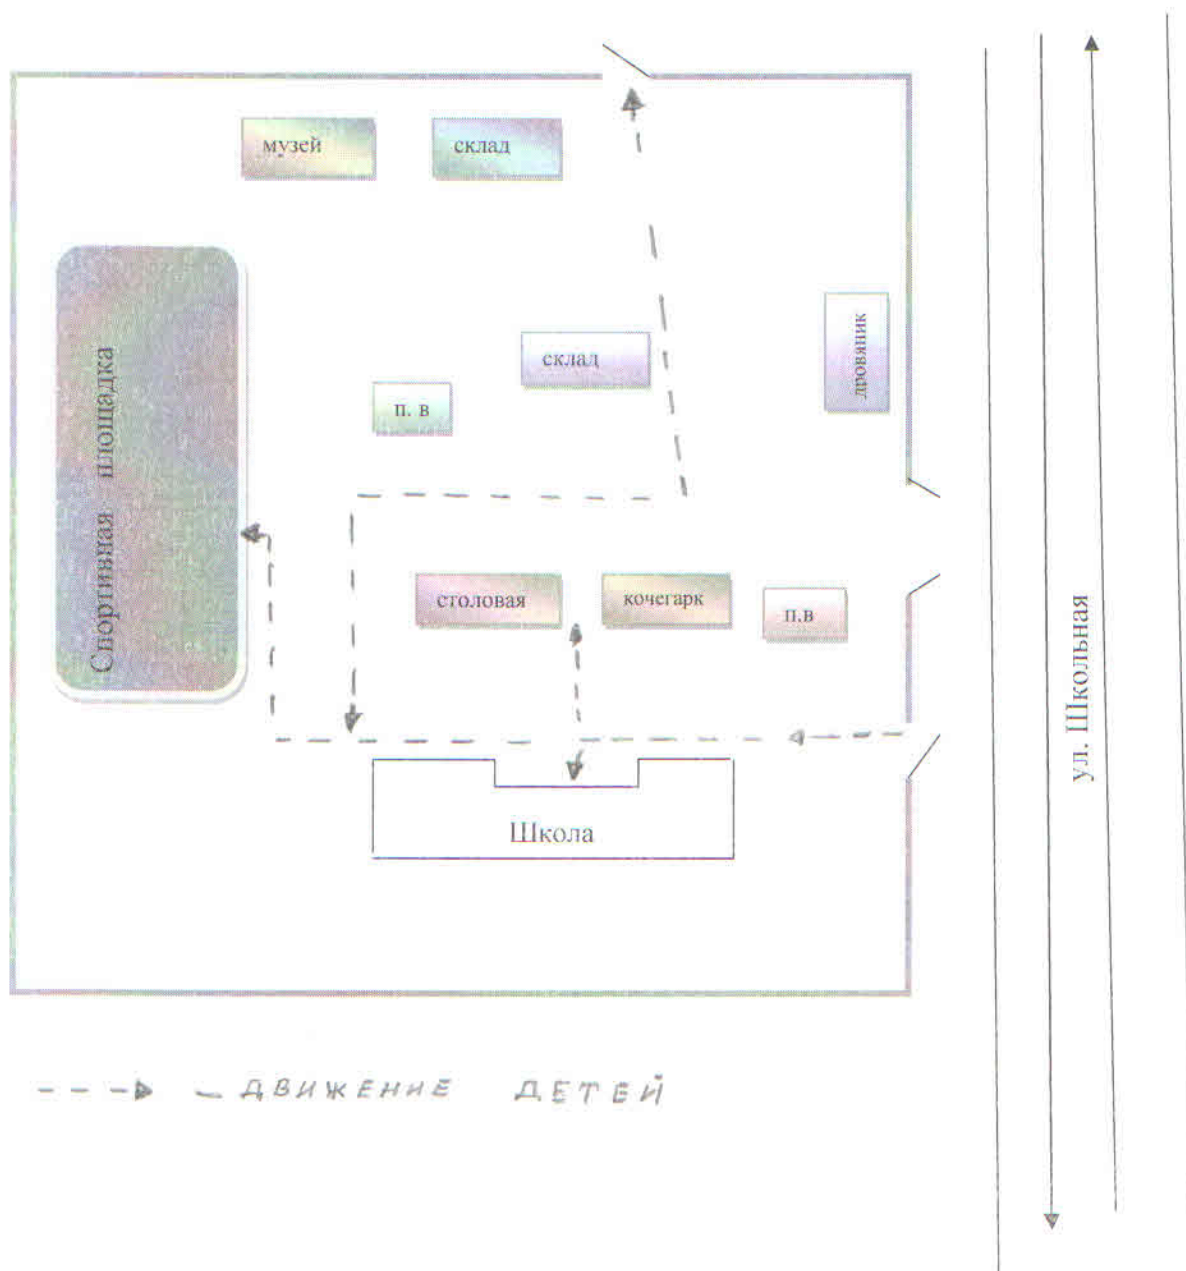 музей
склад
склад
дровяник
п. в
Спортивная площадка
столовая
кочегарк
п.в
ул. Школьная
Школа
- - - ► - ДВИЖЕНИЕ ДЕТЕЙ